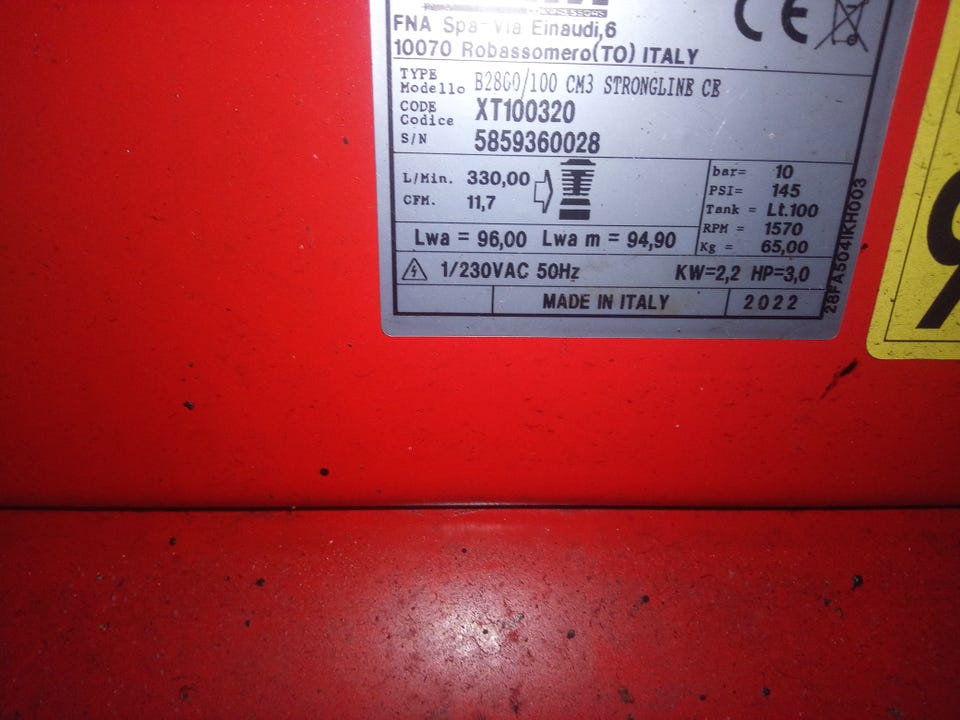 CE
FNA Spa-Via Einaudi,6
10070 Robassomero(TO) ITALY
TYPE
Modello B2800/100 CM3 STRONGLINE CE
CODE
Codice XT100320
S/N 5859360028
L/Min. 330,00
CFM. 11,7
bar= 10
PSI= 145
Tank = Lt.100
RPM = 1570
Kg = 65,00
Lwa = 96,00 Lwa m = 94,90
1/230VAC 50Hz KW=2,2 HP=3,0
MADE IN ITALY 2022
28FA504IKH003